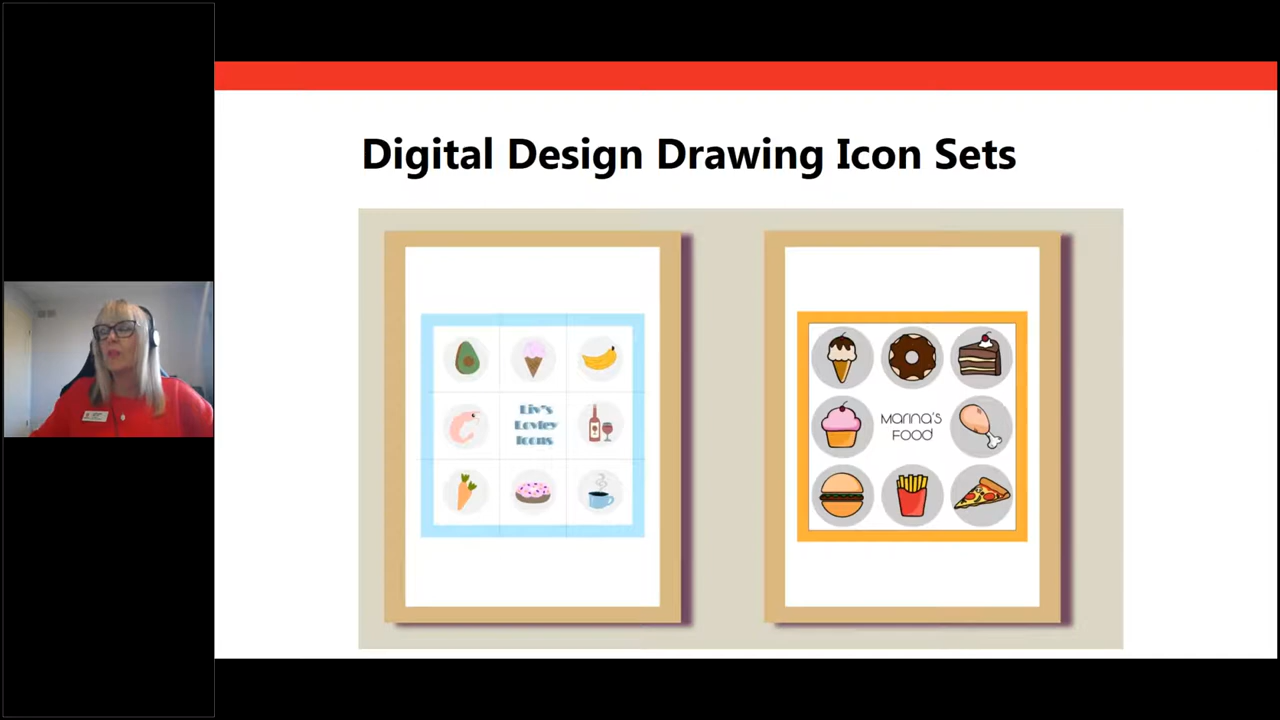 Digital Design Drawing Icon Sets
Liv's
Lovley
Icons
Marina's
Food